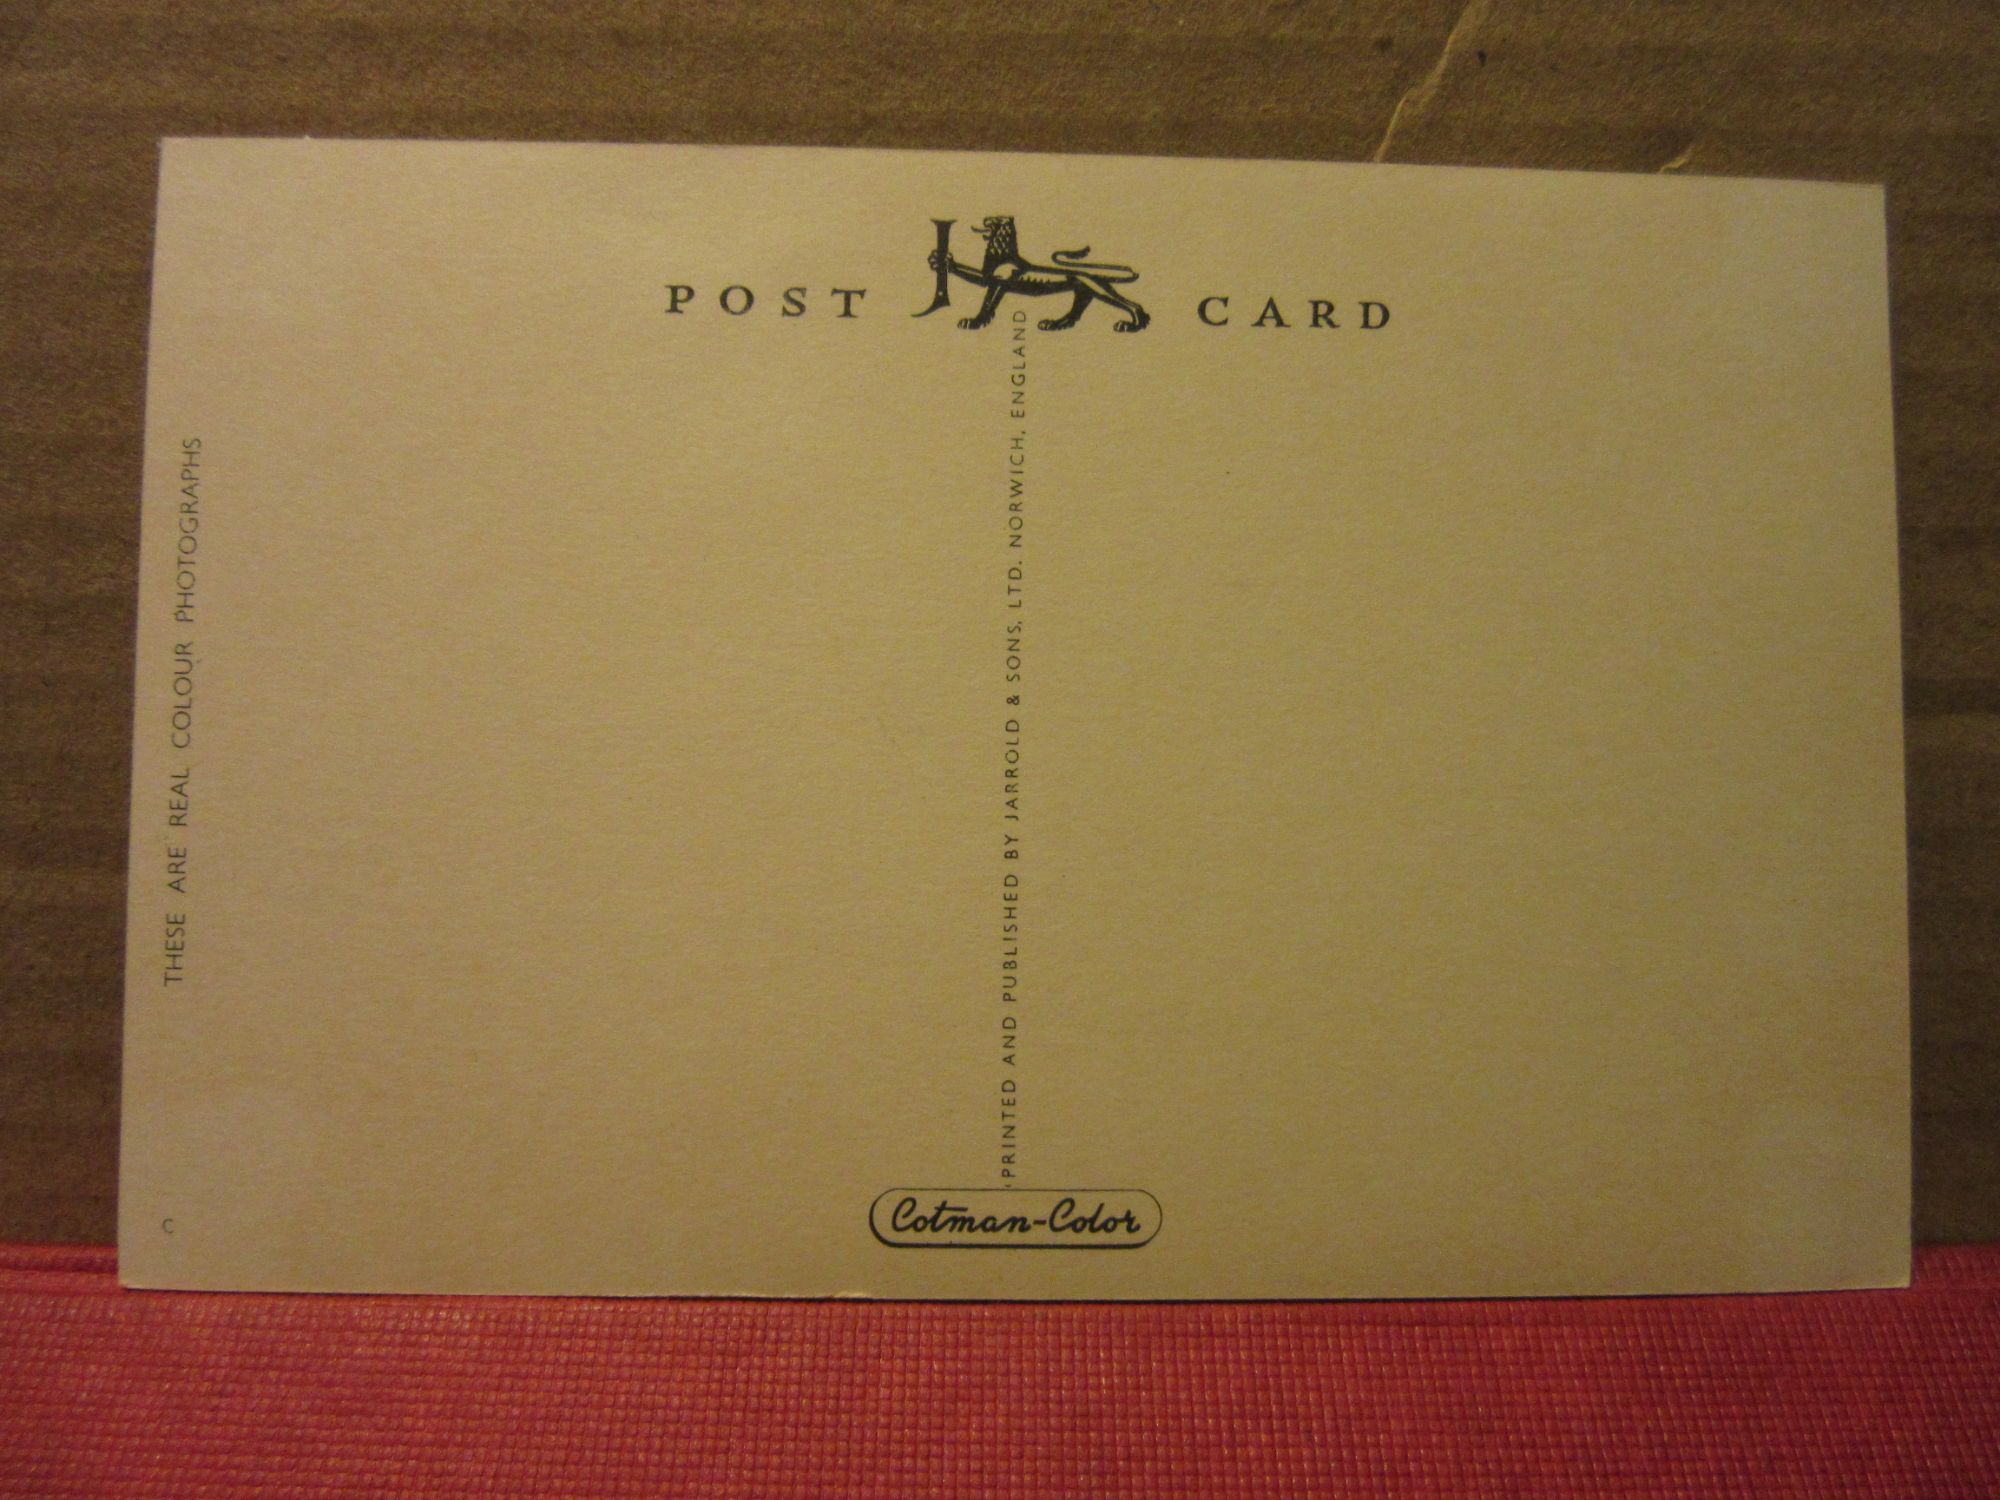 POST J CARD
THESE ARE REAL COLOUR PHOTOGRAPHS
PRINTED AND PUBLISHED BY JARROLD & SONS, LTD. NORWICH, ENGLAND
C
Cotman-Color